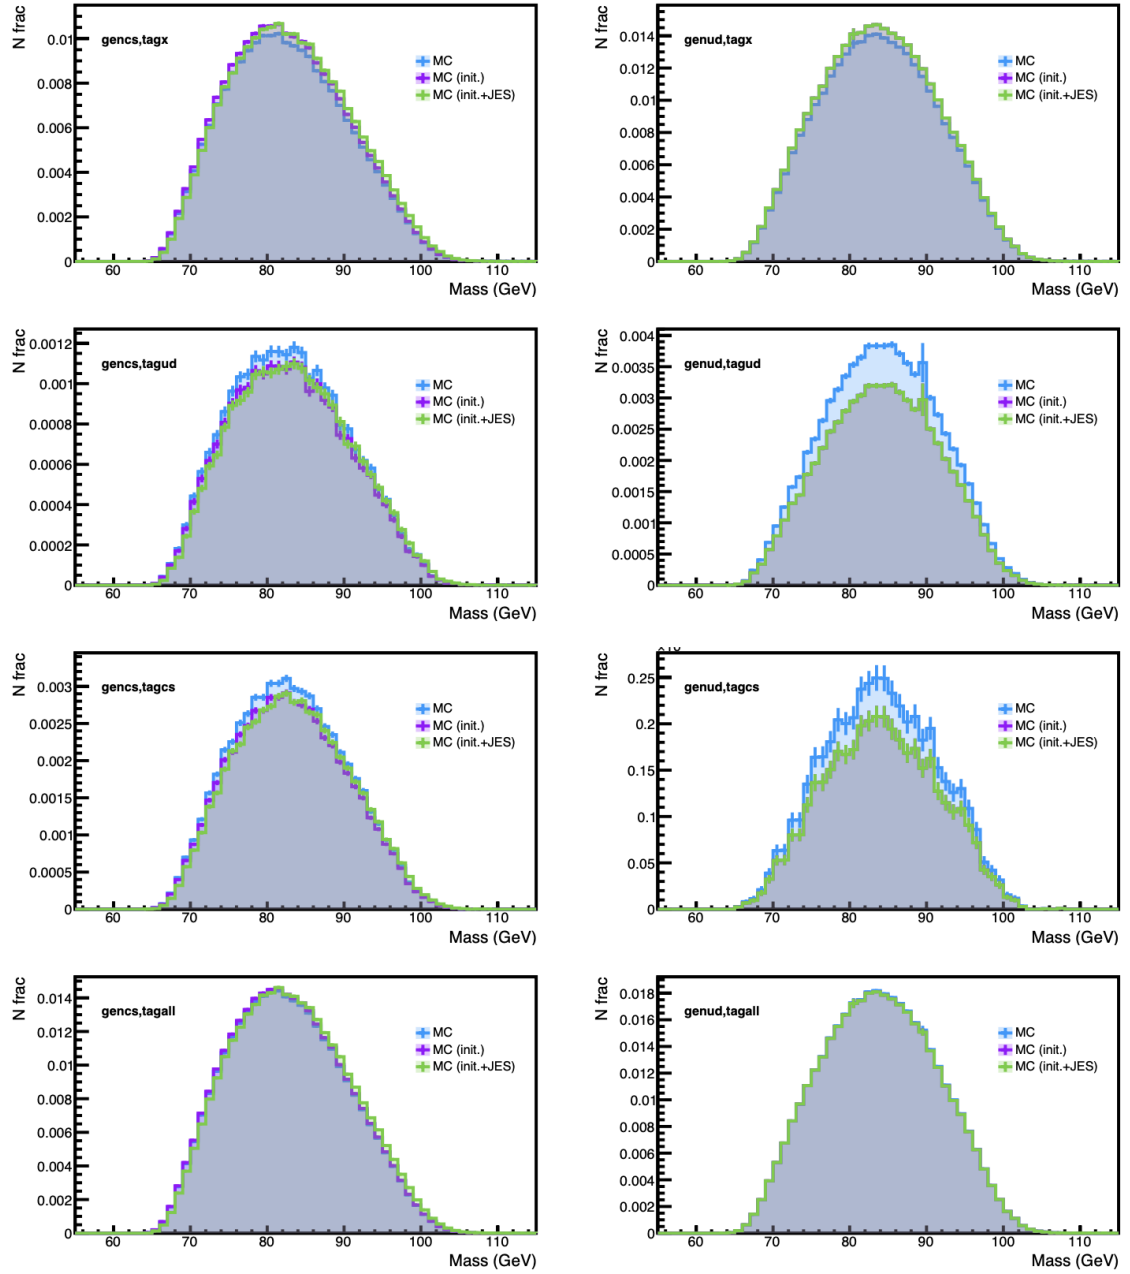 N frac
gencs,tagx
MC
MC (init.)
MC (init.+JES)
0.01
0.008
0.006
0.004
0.002
0
60 70 80 90 100 110
Mass (GeV)
N frac
genud,tagx
MC
MC (init.)
MC (init.+JES)
0.014
0.012
0.01
0.008
0.006
0.004
0.002
0
60 70 80 90 100 110
Mass (GeV)
N frac
gencs,tagud
MC
MC (init.)
MC (init.+JES)
0.0012
0.001
0.0008
0.0006
0.0004
0.0002
0
60 70 80 90 100 110
Mass (GeV)
N frac
genud,tagud
MC
MC (init.)
MC (init.+JES)
0.004
0.0035
0.003
0.0025
0.002
0.0015
0.001
0.0005
0
60 70 80 90 100 110
Mass (GeV)
N frac
gencs,tagcs
MC
MC (init.)
MC (init.+JES)
0.003
0.0025
0.002
0.0015
0.001
0.0005
0
60 70 80 90 100 110
Mass (GeV)
N frac
genud,tagcs
MC
MC (init.)
MC (init.+JES)
0.25
0.2
0.15
0.1
0.05
0
60 70 80 90 100 110
Mass (GeV)
N frac
gencs,tagall
MC
MC (init.)
MC (init.+JES)
0.014
0.012
0.01
0.008
0.006
0.004
0.002
0
60 70 80 90 100 110
Mass (GeV)
N frac
genud,tagall
MC
MC (init.)
MC (init.+JES)
0.018
0.016
0.014
0.012
0.01
0.008
0.006
0.004
0.002
0
60 70 80 90 100 110
Mass (GeV)